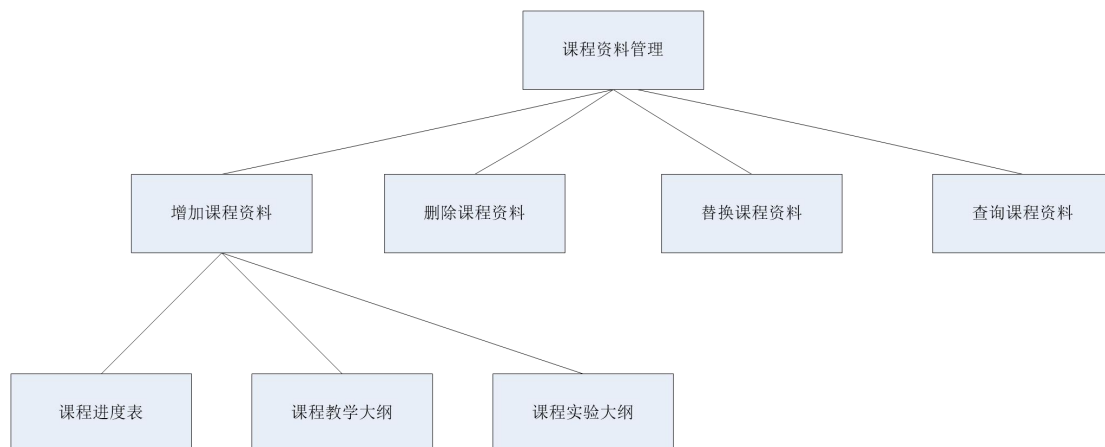 课程资料管理
增加课程资料
删除课程资料
替换课程资料
查询课程资料
课程进度表
课程教学大纲
课程实验大纲